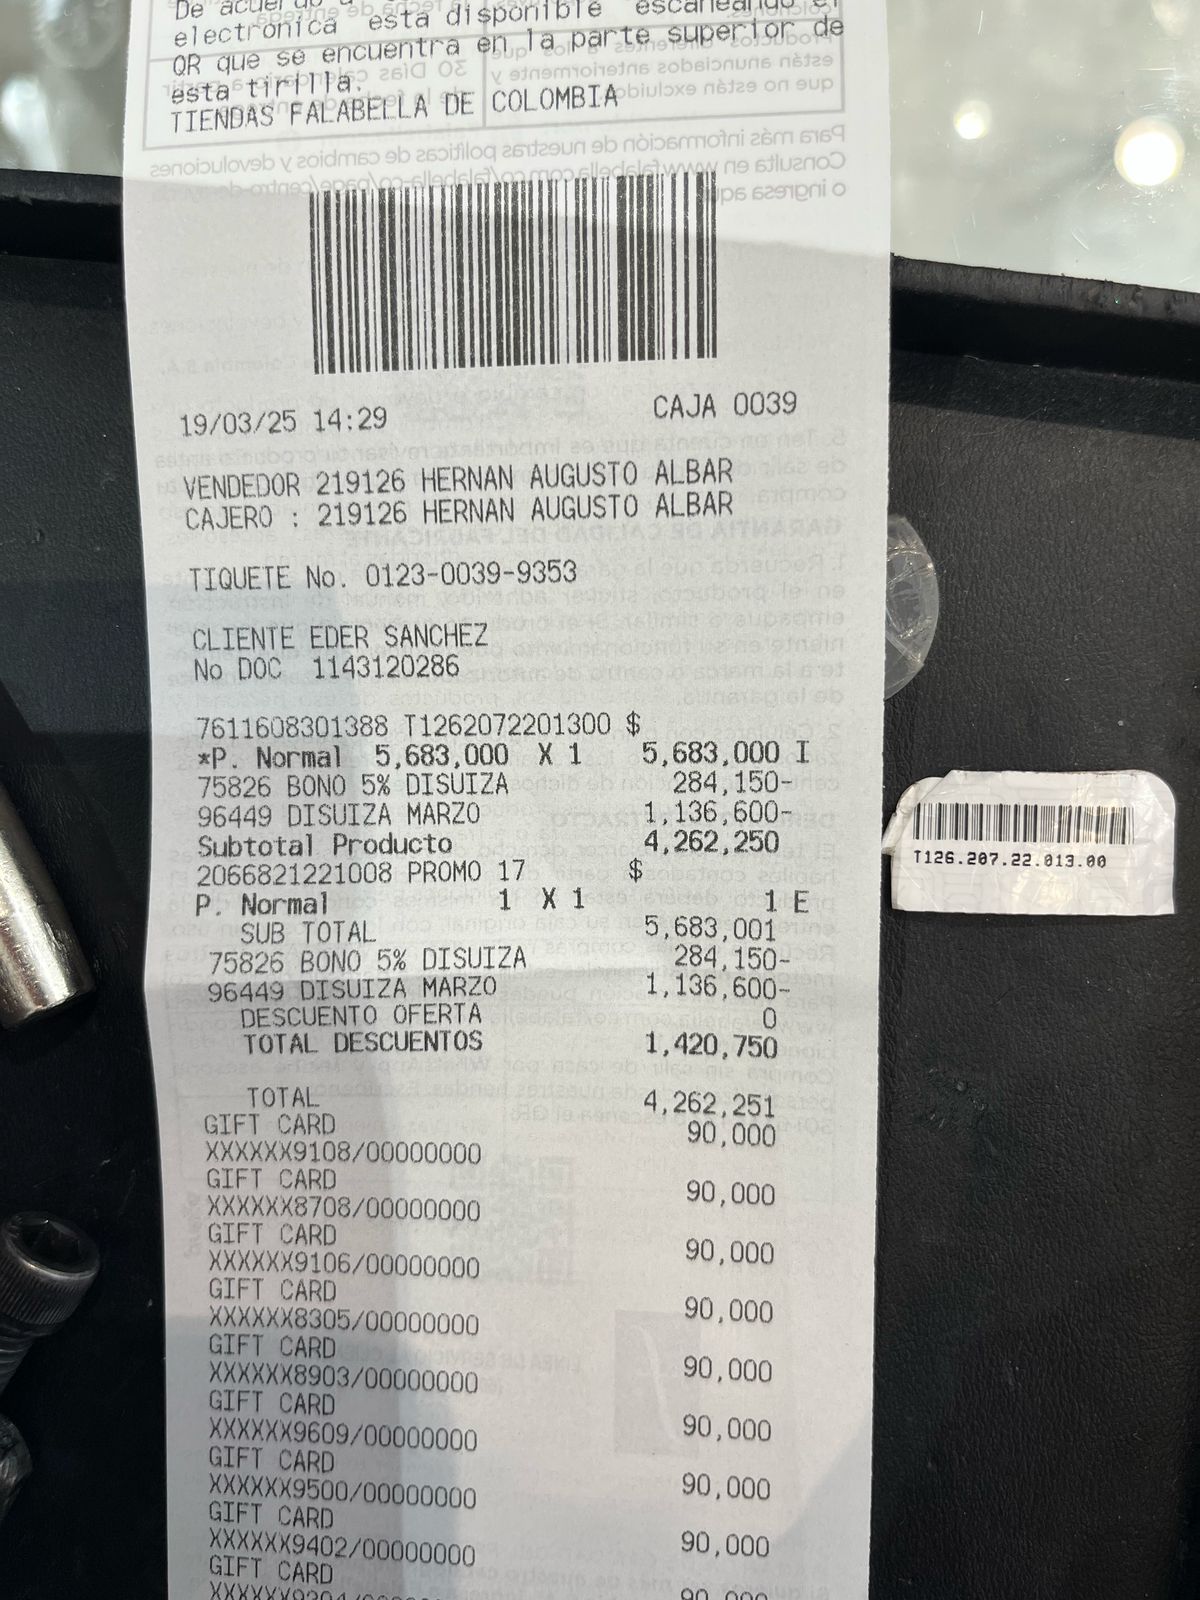 De acuerdo a
electronica esta disponible escaneando el
QR que se encuentra en la parte superior de
esta tirilla.
TIENDAS FALABELLA DE COLOMBIA
19/03/25 14:29 CAJA 0039
VENDEDOR 219126 HERNAN AUGUSTO ALBAR
CAJERO : 219126 HERNAN AUGUSTO ALBAR
TIQUETE No. 0123-0039-9353
CLIENTE EDER SANCHEZ
No DOC 1143120286
7611608301388 T1262072201300 $
*P. Normal 5,683,000 X 1 5,683,000 I
75826 BONO 5% DISUIZA 284,150-
96449 DISUIZA MARZO 1,136,600-
Subtotal Producto 4,262,250
2066821221008 PROMO 17 $
P. Normal 1 X 1 1 E
SUB TOTAL 5,683,001
75826 BONO 5% DISUIZA 284,150-
96449 DISUIZA MARZO 1,136,600-
DESCUENTO OFERTA 0
TOTAL DESCUENTOS 1,420,750
TOTAL 4,262,251
GIFT CARD 90,000
XXXXXX9108/00000000
GIFT CARD 90,000
XXXXXX8708/00000000
GIFT CARD 90,000
XXXXXX9106/00000000
GIFT CARD 90,000
XXXXXX8305/00000000
GIFT CARD 90,000
XXXXXX8903/00000000
GIFT CARD 90,000
XXXXXX9609/00000000
GIFT CARD 90,000
XXXXXX9500/00000000
GIFT CARD 90,000
XXXXXX9402/00000000
GIFT CARD 90,000
T126.207.22.013.00